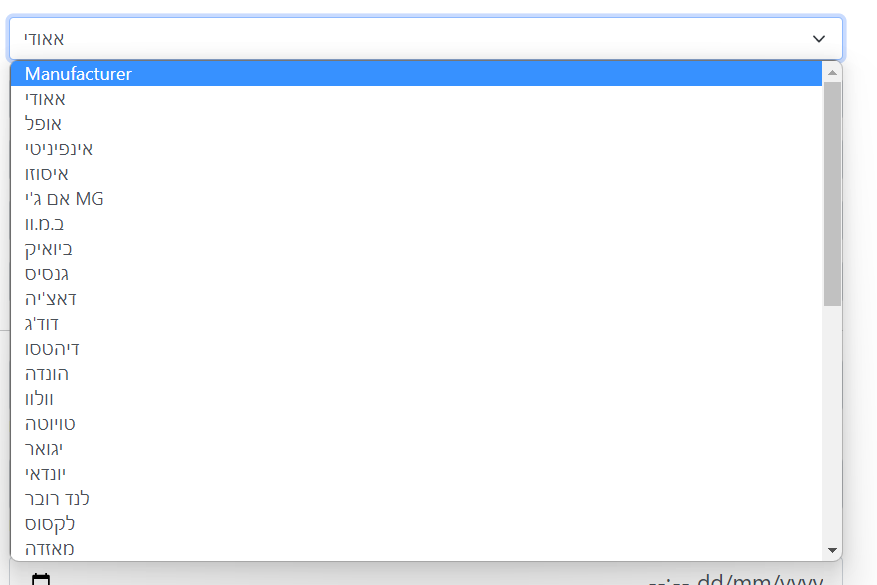 אאודי
Manufacturer
אאודי
אופל
אינפיניטי
איסוזו
אם ג'י MG
ב.מ.וו
ביואיק
גנסיס
דאצ'יה
דודג'
דיהטסו
הונדה
וולוו
טויוטה
יגואר
יונדאי
לנד רובר
לקסוס
מאזדה
--:-- dd/mm/yyyy